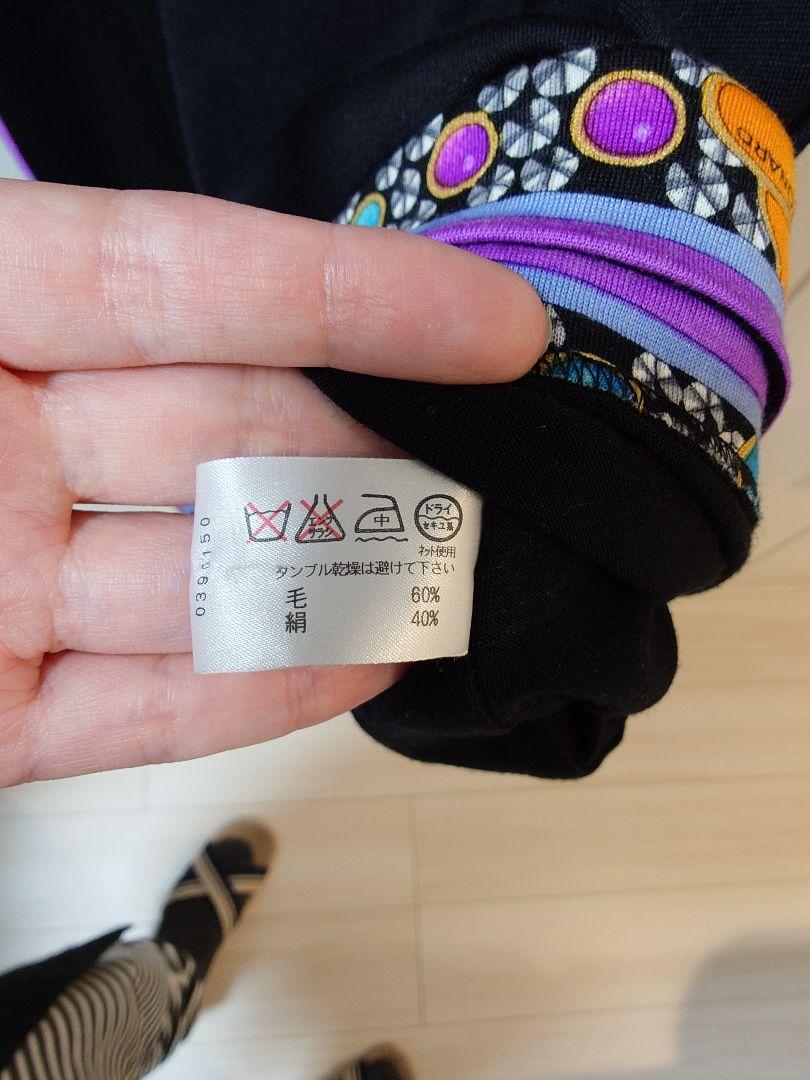 NARD
エンソ
サラシ
中
ドライ
セキユ系
ネット使用
タンブル乾燥は避けて下さい
毛 60%
絹 40%